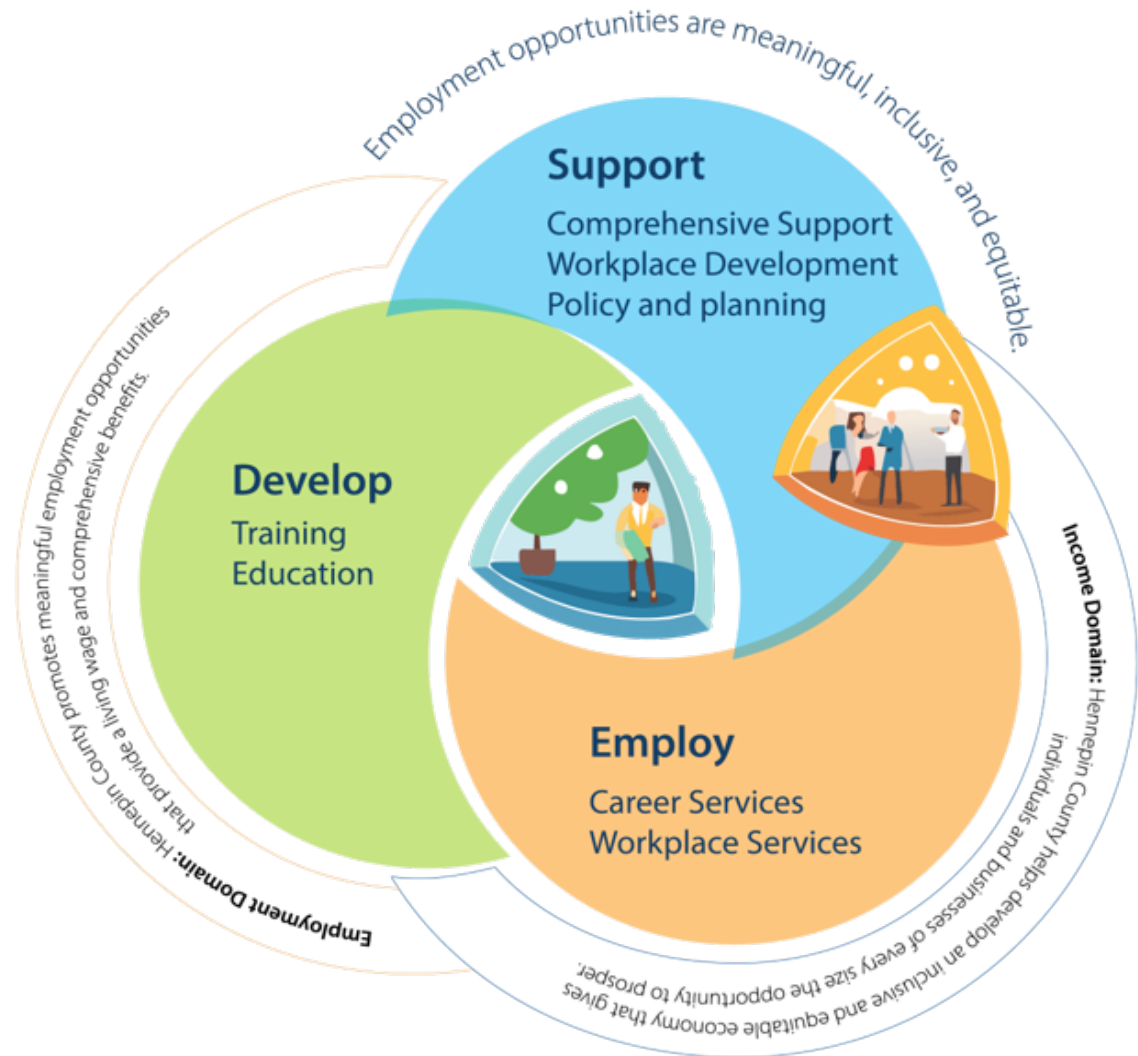 Employment opportunities are meaningful, inclusive, and equitable.
Support
Comprehensive Support
Workplace Development
Policy and planning
Develop
Training
Education
Employ
Career Services
Workplace Services
Employment Domain: Hennepin County promotes meaningful employment opportunities
that provide a living wage and comprehensive benefits.
Income Domain: Hennepin County helps develop an inclusive and equitable economy that gives
individuals and businesses of every size the opportunity to prosper.